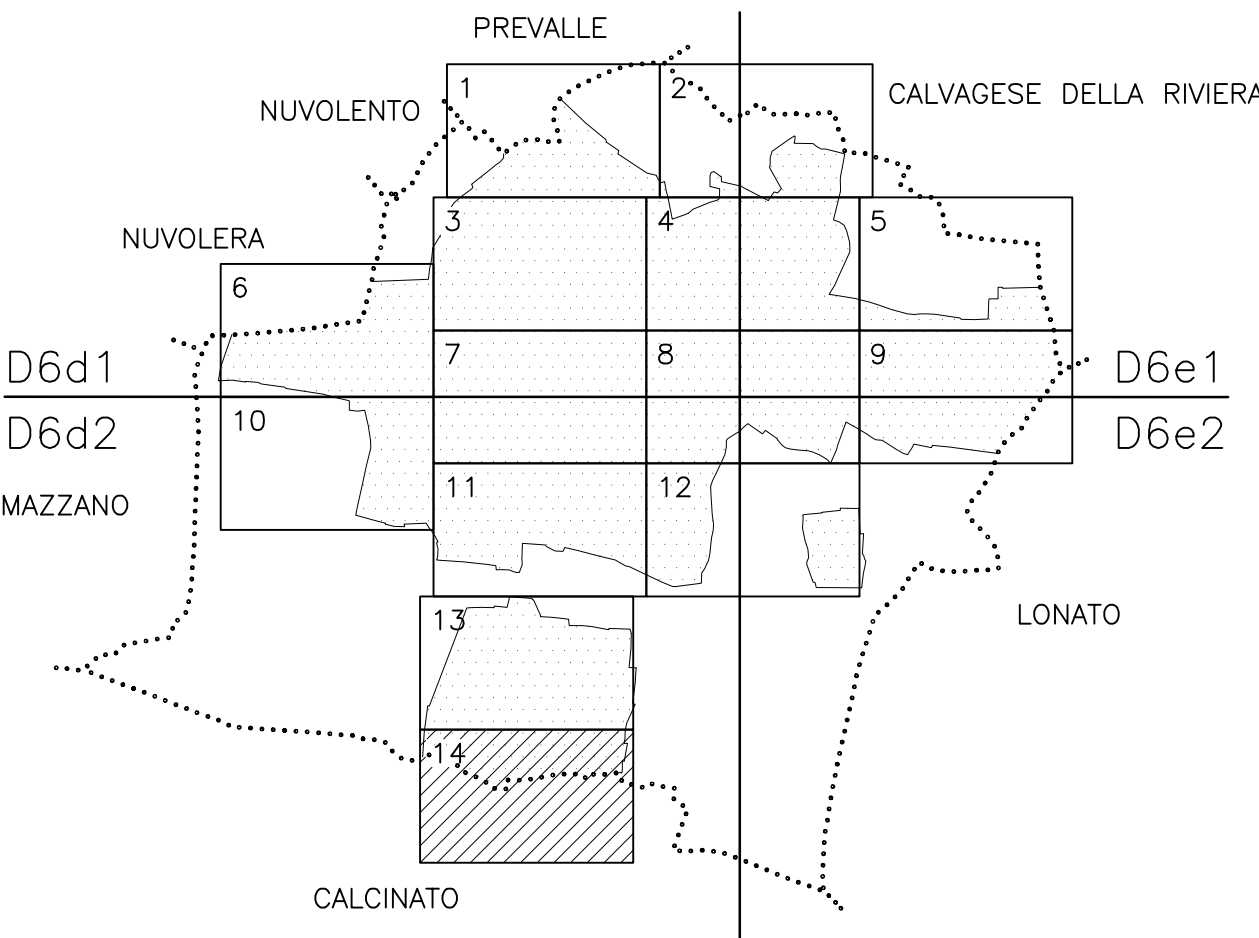 PREVALLE
1
2
CALVAGESE DELLA RIVIERA
NUVOLENTO
3
4
5
NUVOLERA
6
7
8
9
D6d1
D6e1
10
D6d2
D6e2
11
12
MAZZANO
13
LONATO
14
CALCINATO